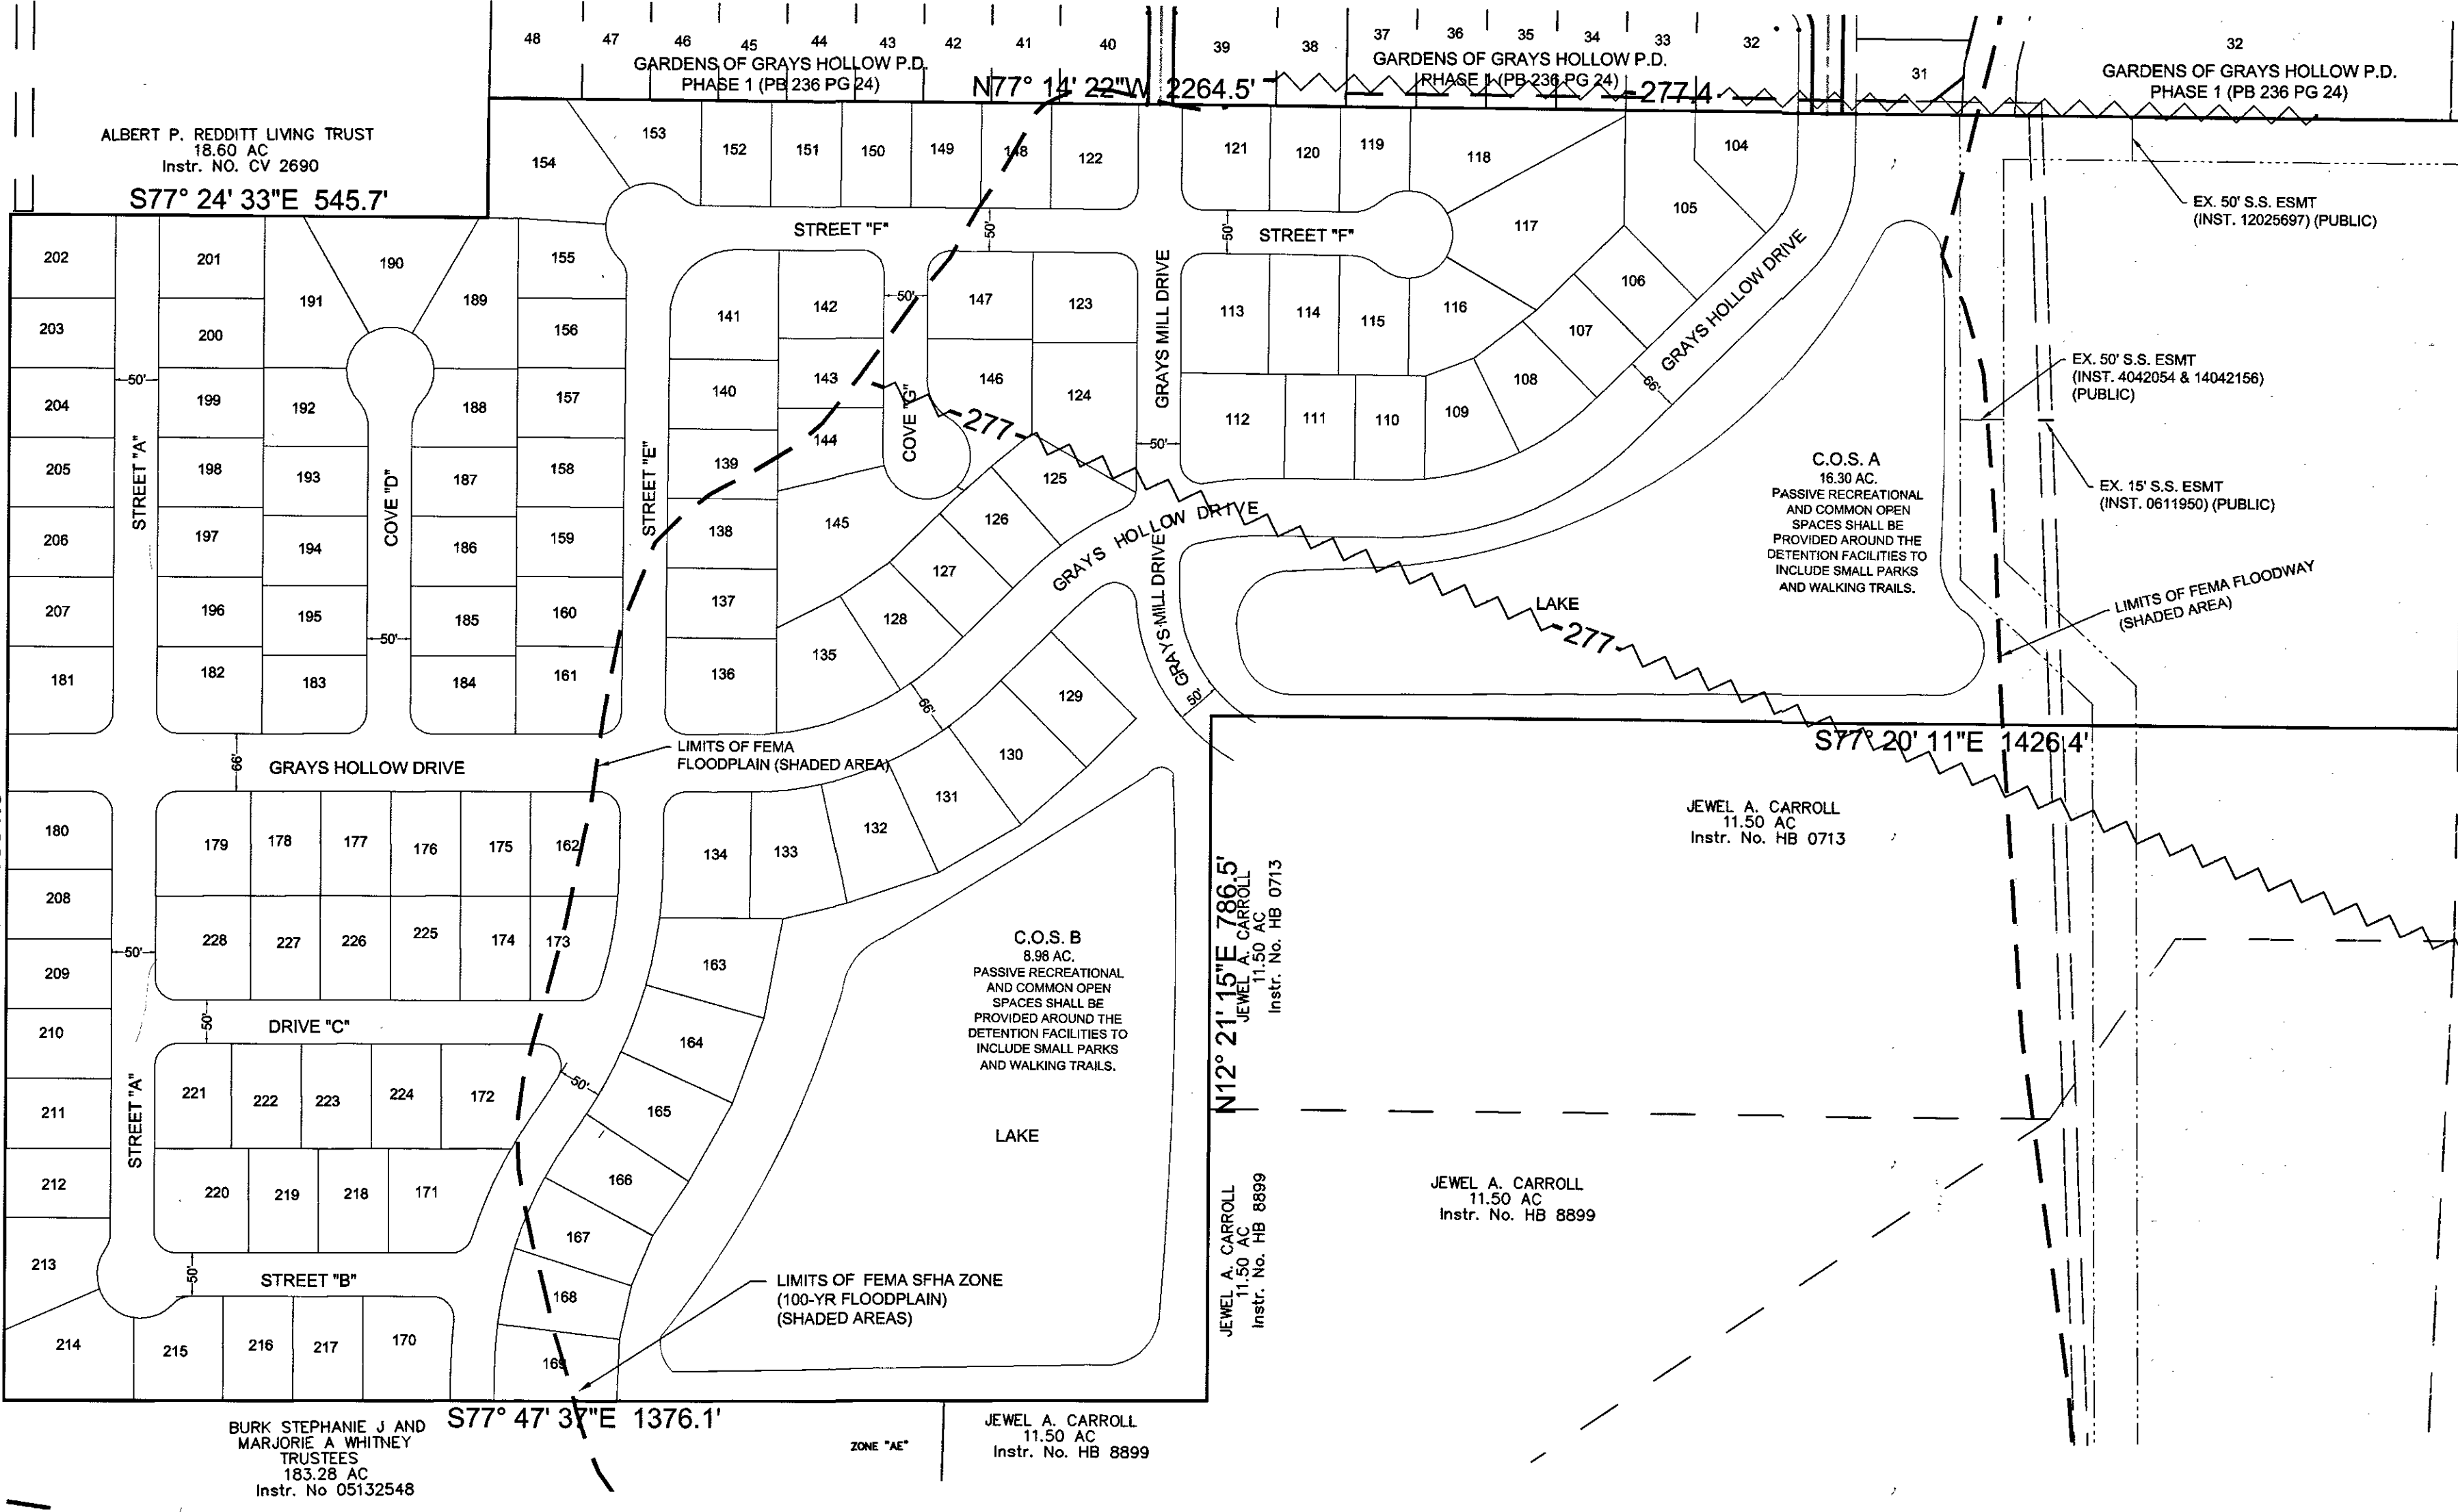 48 47 46 45 44 43 42 41 40 39 38 37 36 35 34 33 32 31 32
GARDENS OF GRAYS HOLLOW P.D.
PHASE 1 (PB 236 PG 24)
GARDENS OF GRAYS HOLLOW P.D.
PHASE 1 (PB 236 PG 24)
GARDENS OF GRAYS HOLLOW P.D.
PHASE 1 (PB 236 PG 24)
N77° 14' 22"W 2264.5'
277.4
ALBERT P. REDDITT LIVING TRUST
18.60 AC
Instr. NO. CV 2690
S77° 24' 33"E 545.7'
154 153 152 151 150 149 148 122 121 120 119 118 104
117 105
EX. 50' S.S. ESMT
(INST. 12025697) (PUBLIC)
STREET "F"
50'
50'
STREET "F"
202 201 190 155
191 189
203 200 156
141 142 147 123 113 114 115 116 106
50'
GRAYS MILL DRIVE
GRAYS HOLLOW DRIVE
107
50'
204 199 192 188 157
140 143 146 124 112 111 110 109 108
66'
EX. 50' S.S. ESMT
(INST. 4042054 & 14042156)
(PUBLIC)
144
COVE "G"
277
50'
STREET "A"
COVE "D"
STREET "E"
205 198 193 187 158 139 125
C.O.S. A
16.30 AC.
PASSIVE RECREATIONAL
AND COMMON OPEN
SPACES SHALL BE
PROVIDED AROUND THE
DETENTION FACILITIES TO
INCLUDE SMALL PARKS
AND WALKING TRAILS.
EX. 15' S.S. ESMT
(INST. 0611950) (PUBLIC)
206 197 194 186 159 138 145 126
GRAYS HOLLOW DRIVE
GRAYS MILL DRIVE
207 196 195 185 160 137 128 127
50'
LAKE
277
LIMITS OF FEMA FLOODWAY
(SHADED AREA)
181 182 183 184 161 136 135 129
66'
50'
LIMITS OF FEMA
FLOODPLAIN (SHADED AREA)
130
S77° 20' 11"E 1426.4'
66'
GRAYS HOLLOW DRIVE
180 179 178 177 176 175 162 134 133 132 131
JEWEL A. CARROLL
11.50 AC
Instr. No. HB 0713
N12° 21' 15"E 786.5'
JEWEL A. CARROLL
11.50 AC
Instr. No. HB 0713
208
228 227 226 225 174 173 163
50'
209
C.O.S. B
8.98 AC.
PASSIVE RECREATIONAL
AND COMMON OPEN
SPACES SHALL BE
PROVIDED AROUND THE
DETENTION FACILITIES TO
INCLUDE SMALL PARKS
AND WALKING TRAILS.
210
50'
DRIVE "C"
164
50'
STREET "A"
211 221 222 223 224 172 165
LAKE
212 220 219 218 171 166
JEWEL A. CARROLL
11.50 AC
Instr. No. HB 8899
JEWEL A. CARROLL
11.50 AC
Instr. No. HB 8899
213 167
50'
STREET "B"
168
LIMITS OF FEMA SFHA ZONE
(100-YR FLOODPLAIN)
(SHADED AREAS)
214 215 216 217 170 169
S77° 47' 37"E 1376.1'
BURK STEPHANIE J AND
MARJORIE A WHITNEY
TRUSTEES
183.28 AC
Instr. No 05132548
ZONE "AE"
JEWEL A. CARROLL
11.50 AC
Instr. No. HB 8899